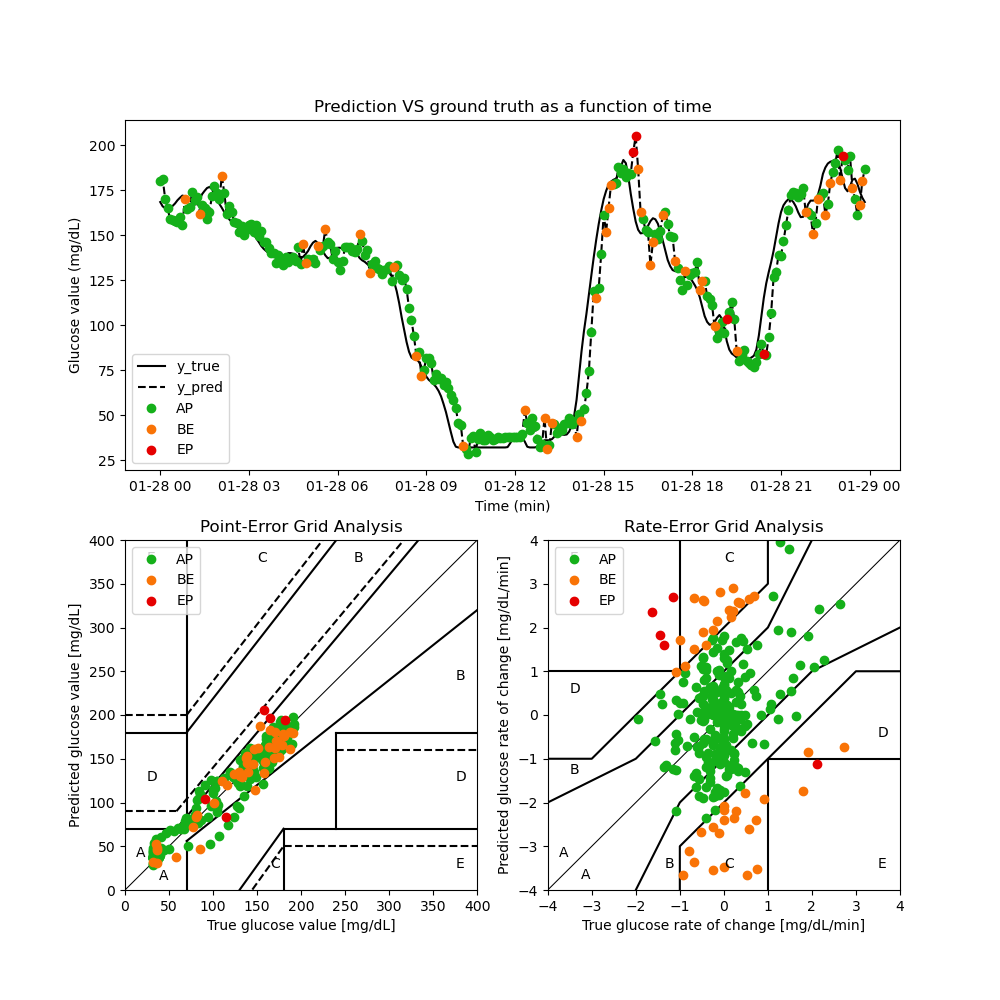 Prediction VS ground truth as a function of time
Glucose value (mg/dL)
200
175
150
125
100
75
50
25
y_true
y_pred
AP
BE
EP
01-28 00 01-28 03 01-28 06 01-28 09 01-28 12 01-28 15 01-28 18 01-28 21 01-29 00
Time (min)
Point-Error Grid Analysis
Predicted glucose value [mg/dL]
400
350
300
250
200
150
100
50
0
AP
BE
EP
C B
B
D D
A
A C E
0 50 100 150 200 250 300 350 400
True glucose value [mg/dL]
Rate-Error Grid Analysis
Predicted glucose rate of change [mg/dL/min]
4
3
2
1
0
−1
−2
−3
−4
AP
BE
EP
C
D
D
B
A
A B C E
−4 −3 −2 −1 0 1 2 3 4
True glucose rate of change [mg/dL/min]